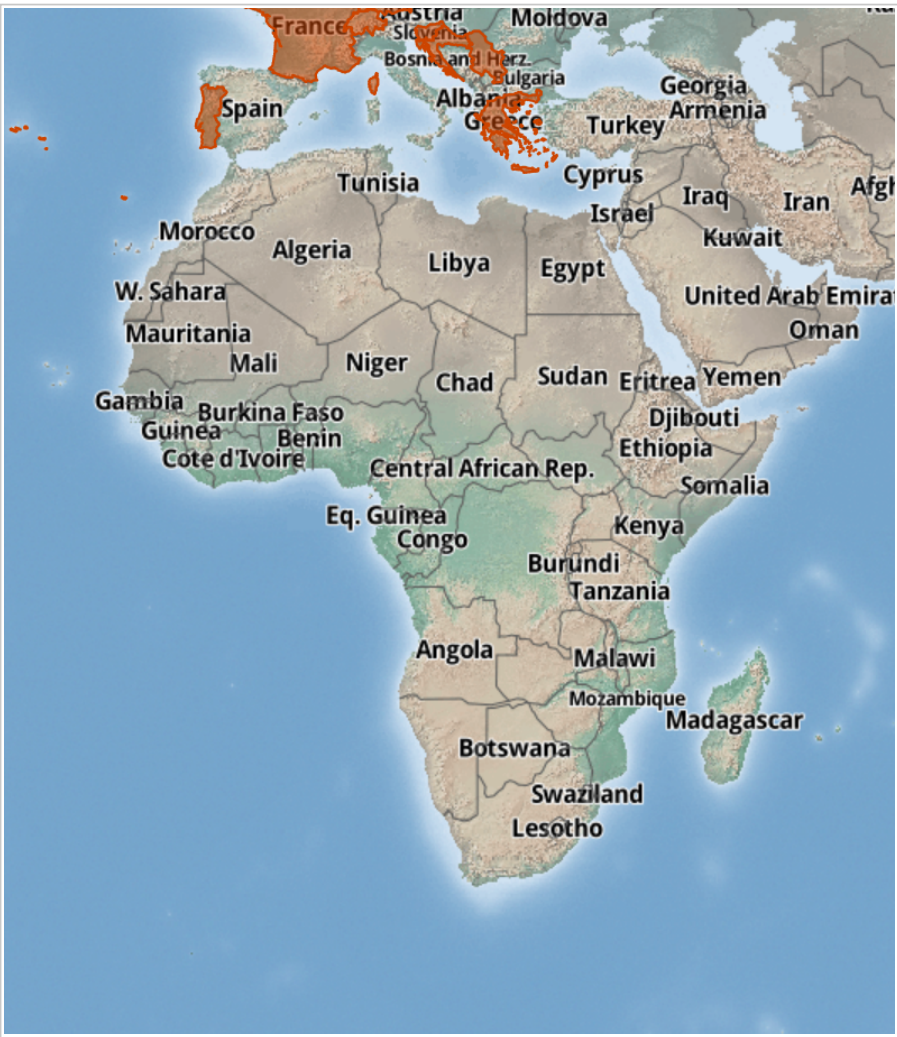 Austria
Moldova
France
Slovenia
Bosnia and Herz.
Bulgaria
Georgia
Albania
Spain
Armenia
Greece
Turkey
Cyprus
Tunisia
Iraq
Iran
Israel
Morocco
Kuwait
Algeria
Libya
Egypt
W. Sahara
Oman
Mauritania
Mali
Niger
Chad
Sudan
Eritrea
Yemen
Gambia
Burkina Faso
Djibouti
Guinea
Benin
Ethiopia
Cote d'Ivoire
Central African Rep.
Somalia
Eq. Guinea
Kenya
Congo
Burundi
Tanzania
Angola
Malawi
Mozambique
Madagascar
Botswana
Swaziland
Lesotho
United Arab Emira
Afgh